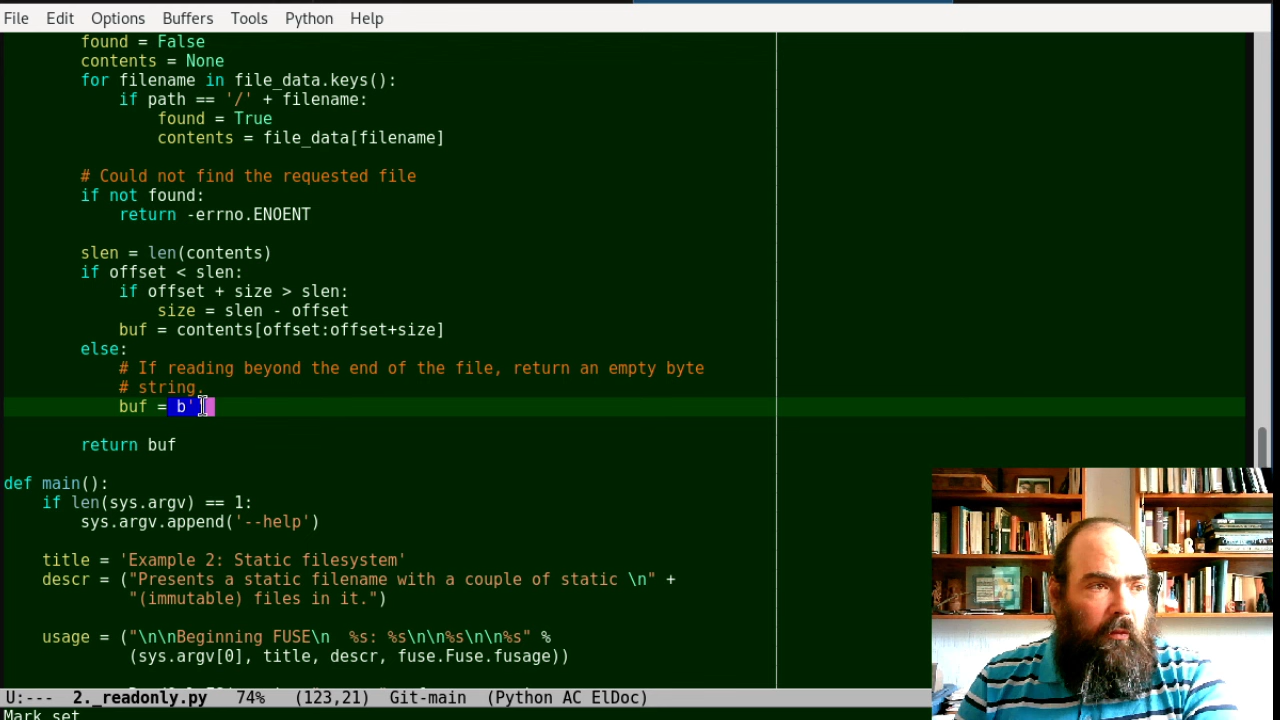 File Edit Options Buffers Tools Python Help
found = False
contents = None
for filename in file_data.keys():
if path == '/' + filename:
found = True
contents = file_data[filename]
# Could not find the requested file
if not found:
return -errno.ENOENT
slen = len(contents)
if offset < slen:
if offset + size > slen:
size = slen - offset
buf = contents[offset:offset+size]
else:
# If reading beyond the end of the file, return an empty byte
# string.
buf = b''
return buf
def main():
if len(sys.argv) == 1:
sys.argv.append('--help')
title = 'Example 2: Static filesystem'
descr = ("Presents a static filename with a couple of static \n" +
"(immutable) files in it.")
usage = ("\n\nBeginning FUSE\n  %s: %s\n\n%s\n\n%s" %
(sys.argv[0], title, descr, fuse.Fuse.fusage))
U:--- 2._readonly.py 74% (123,21) Git-main (Python AC ElDoc)
Mark set